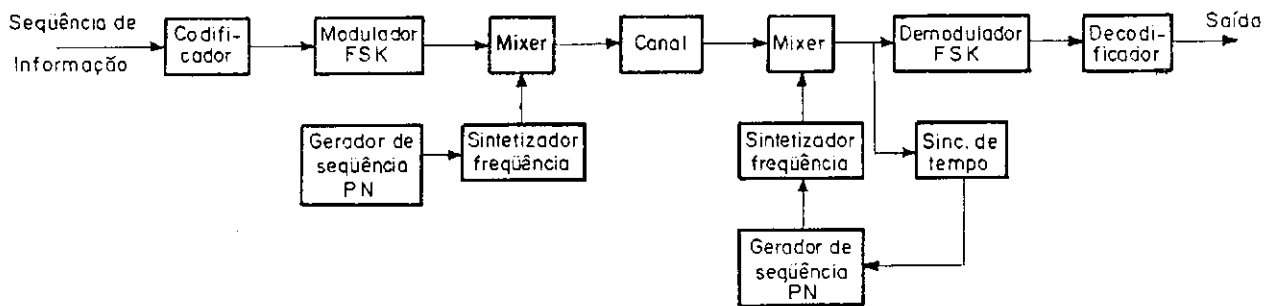 Seqüência de
Informação
Codifi-
cador
Modulador
FSK
Mixer
Canal
Mixer
Demodulador
FSK
Decodi-
ficador
Saída
Gerador de
seqüência
PN
Sintetizador
freqüência
Sintetizador
freqüência
Sinc. de
tempo
Gerador de
seqüência
PN